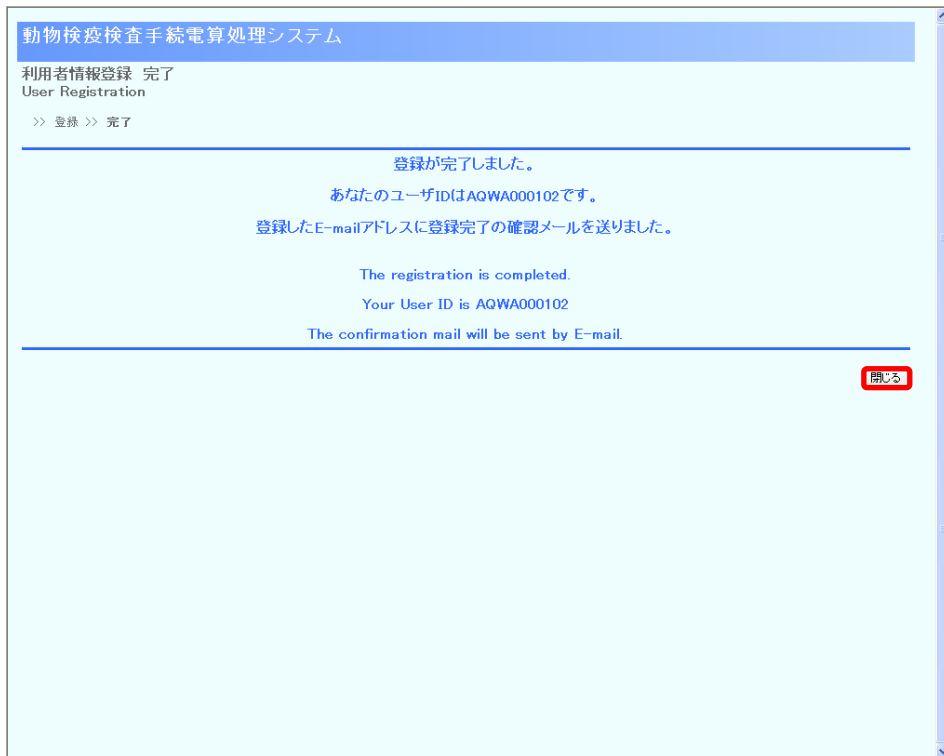 動物検疫検査手続電算処理システム
利用者情報登録 完了
User Registration
>> 登録 >> 完了
登録が完了しました。
あなたのユーザIDはAQWA000102です。
登録したE-mailアドレスに登録完了の確認メールを送りました。
The registration is completed.
Your User ID is AQWA000102
The confirmation mail will be sent by E-mail.
閉じる